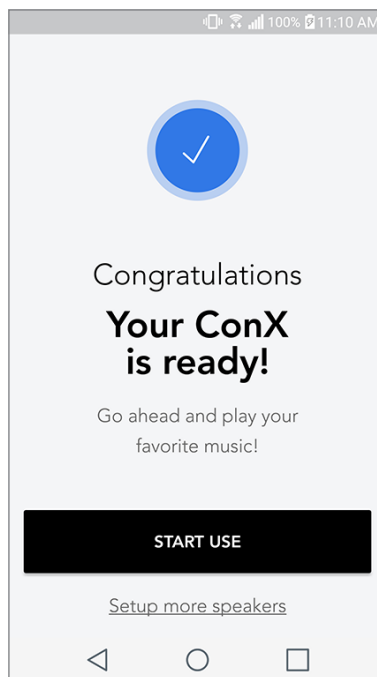 100% 11:10 AM
Congratulations
Your ConX
is ready!
Go ahead and play your
favorite music!
START USE
Setup more speakers